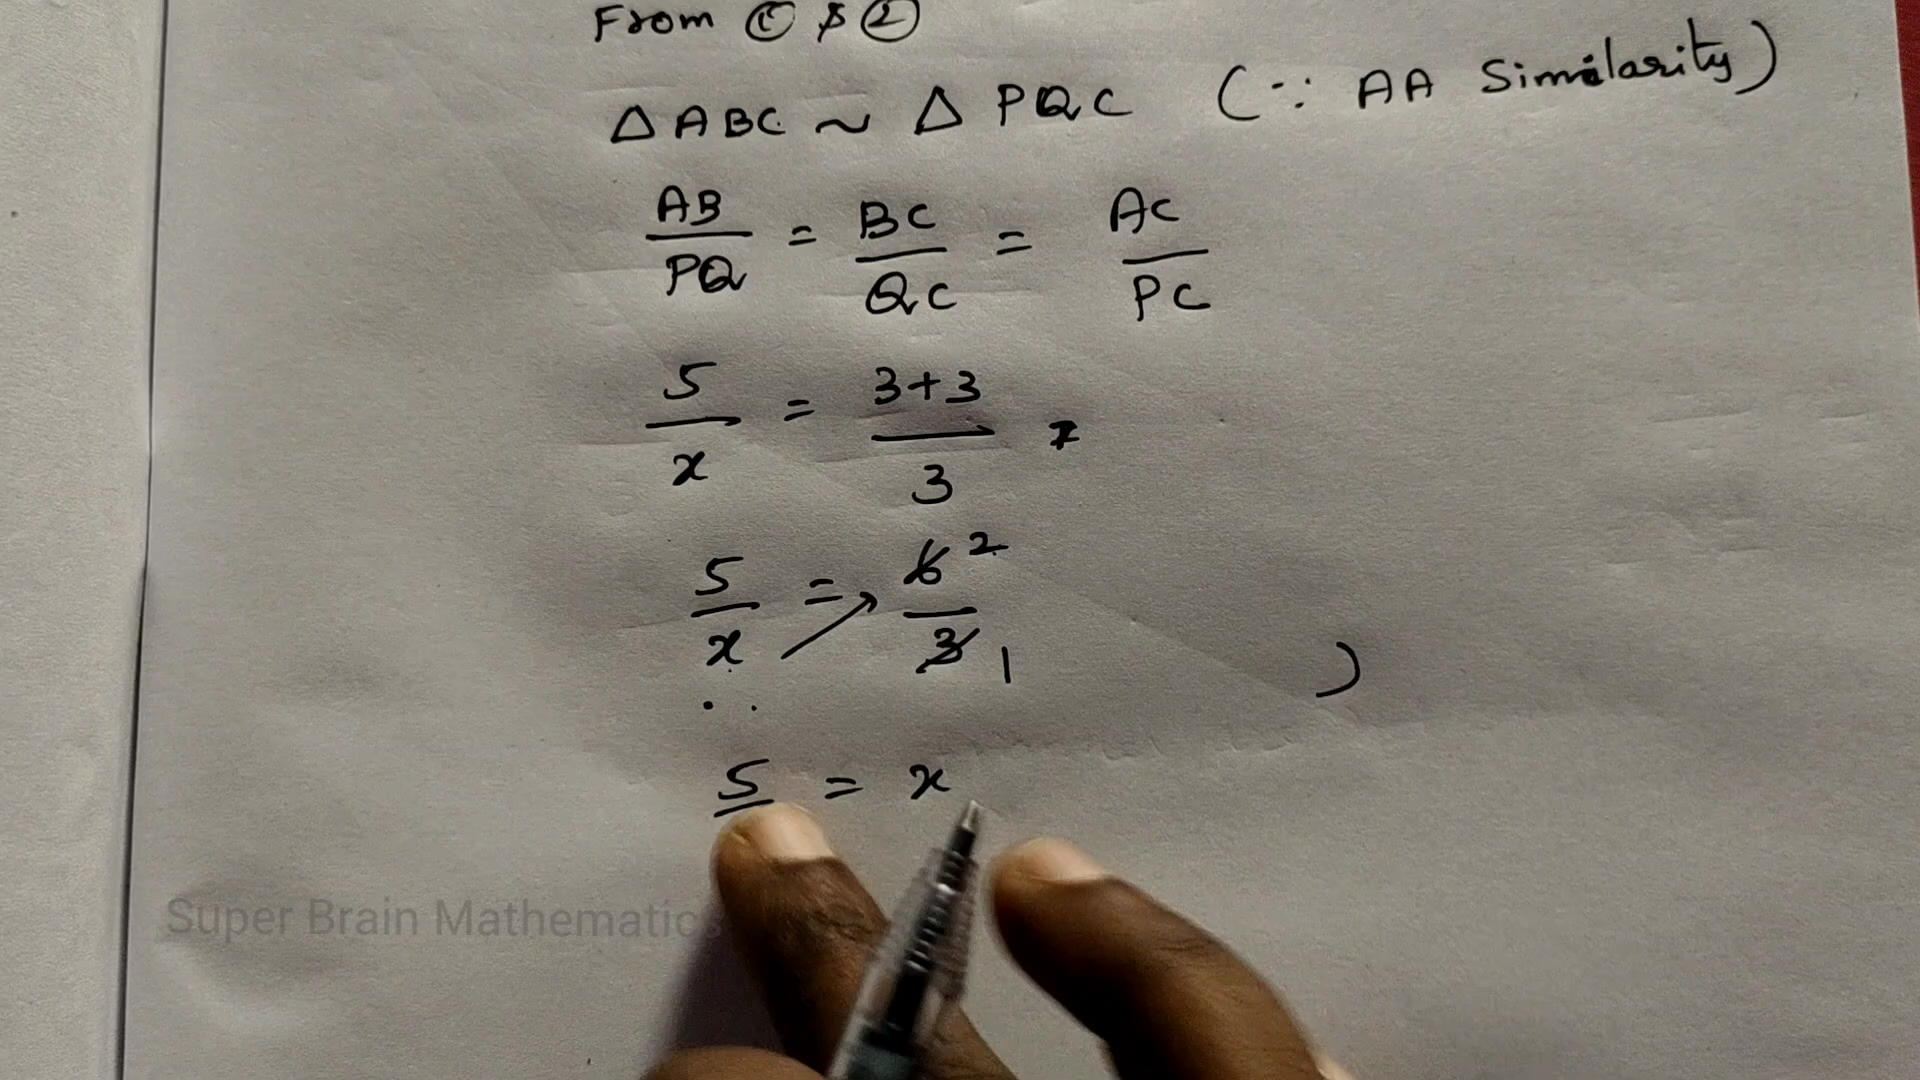 From ① & ②
△ABC ~ △PQC (∵ AA Similarity)
AB/PQ = BC/QC = AC/PC
5/x = 3+3/3
5/x = 6/3 2 1
5 = x
Super Brain Mathematics